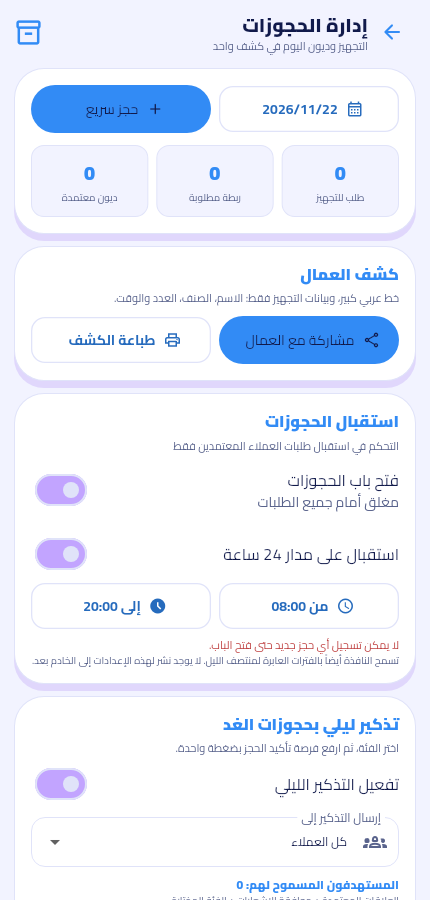 إدارة الحجوزات
التجهيز وديون اليوم في كشف واحد
2026/11/22
حجز سريع
0
طلب للتجهيز
0
ربطة مطلوبة
0
ديون معتمدة
كشف العمال
خط عربي كبير، وبيانات التجهيز فقط: الاسم، الصنف، العدد والوقت.
مشاركة مع العمال
طباعة الكشف
استقبال الحجوزات
التحكم في استقبال طلبات العملاء المعتمدين فقط
فتح باب الحجوزات
مغلق أمام جميع الطلبات
استقبال على مدار 24 ساعة
من 08:00
إلى 20:00
لا يمكن تسجيل أي حجز جديد حتى فتح الباب.
تسمح النافذة أيضاً بالفترات العابرة لمنتصف الليل. لا يوجد نشر لهذه الإعدادات إلى الخادم بعد.
تذكير ليلي بحجوزات الغد
اختر الفئة، ثم ارفع فرصة تأكيد الحجز بضغطة واحدة.
تفعيل التذكير الليلي
إرسال التذكير إلى
كل العملاء
المستهدفون المسموح لهم: 0